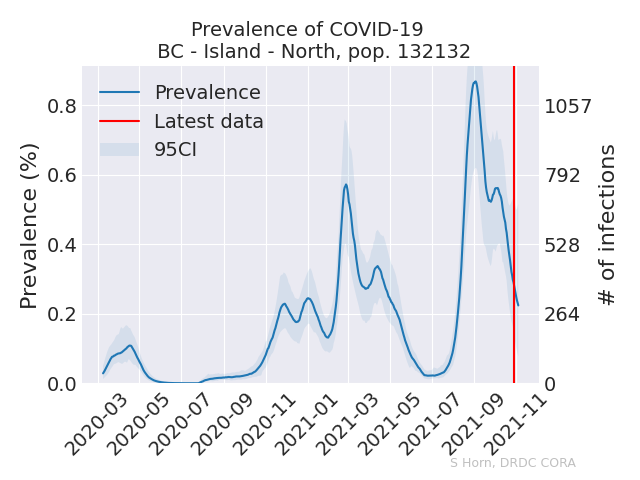 Prevalence of COVID-19
BC - Island - North, pop. 132132
Prevalence
Latest data
95CI
Prevalence (%)
0.8
0.6
0.4
0.2
0.0
1057
792
528
264
0
# of infections
2020-03
2020-05
2020-07
2020-09
2020-11
2021-01
2021-03
2021-05
2021-07
2021-09
2021-11
S Horn, DRDC CORA